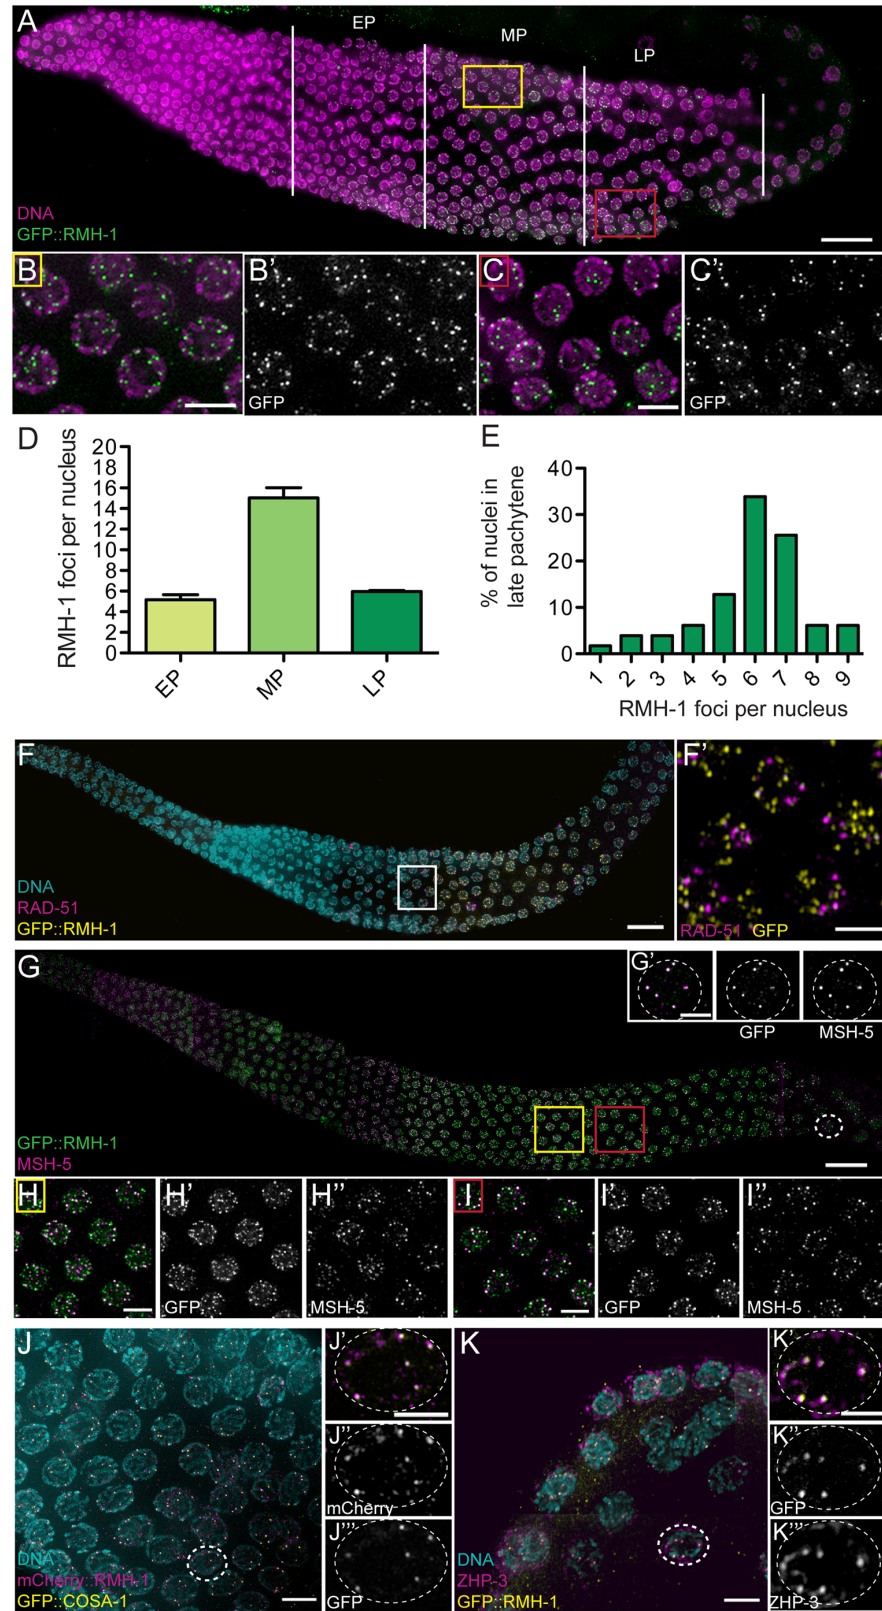 A
EP
MP
LP
DNA
GFP::RMH-1
B
B'
GFP
C
C'
GFP
D
RMH-1 foci per nucleus
20
18
16
14
12
10
8
6
4
2
0
EP
MP
LP
E
% of nuclei in
late pachytene
40
30
20
10
0
1 2 3 4 5 6 7 8 9
RMH-1 foci per nucleus
F
DNA
RAD-51
GFP::RMH-1
F'
RAD-51 GFP
G
G'
GFP
MSH-5
GFP::RMH-1
MSH-5
H
H'
GFP
H''
MSH-5
I
I'
GFP
I''
MSH-5
J
DNA
mCherry::RMH-1
GFP::COSA-1
J'
J''
mCherry
J'''
GFP
K
DNA
ZHP-3
GFP::RMH-1
K'
K''
GFP
K'''
ZHP-3